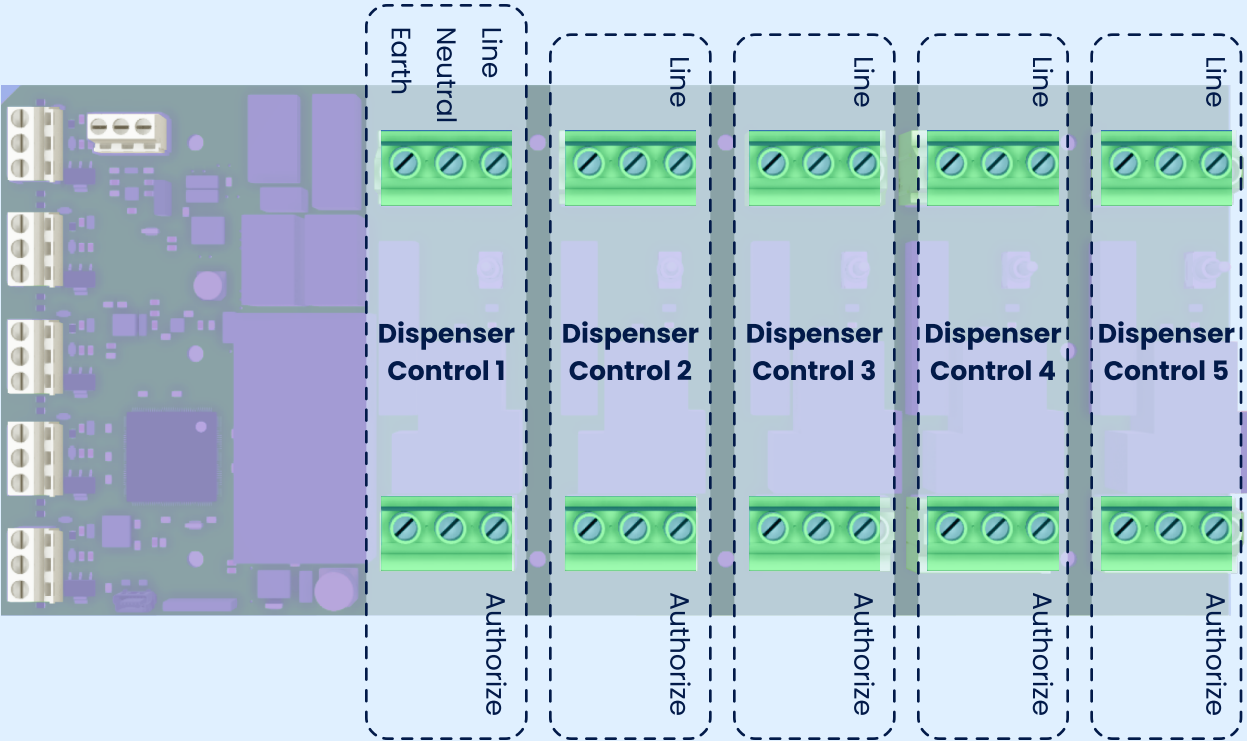 Earth
Neutral
Line
Line
Line
Line
Line
Dispenser
Control 1
Dispenser
Control 2
Dispenser
Control 3
Dispenser
Control 4
Dispenser
Control 5
Authorize
Authorize
Authorize
Authorize
Authorize